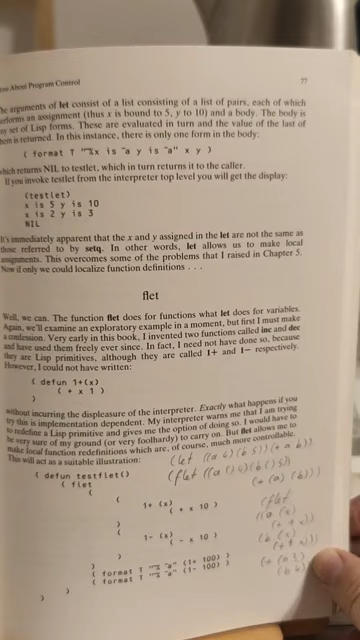 About Program Control 77
The arguments of let consist of a list consisting of a list of pairs, each of which
performs an assignment (thus x is bound to 5, y to 10) and a body. The body is
any set of Lisp forms. These are evaluated in turn and the value of the last of
them is returned. In this instance, there is only one form in the body:
( format T "~%x is ~a y is ~a" x y )
which returns NIL to testlet, which in turn returns it to the caller.
If you invoke testlet from the interpreter top level you will get the display:
(testlet)
x is 5 y is 10
x is 2 y is 3
NIL
It's immediately apparent that the x and y assigned in the let are not the same as
those referred to by setq. In other words, let allows us to make local
assignments. This overcomes some of the problems that I raised in Chapter 5.
Now if only we could localize function definitions . . .
flet
Well, we can. The function flet does for functions what let does for variables.
Again, we'll examine an exploratory example in a moment, but first I must make
a confession. Very early in this book, I invented two functions called inc and dec
and have used them freely ever since. In fact, I need not have done so, because
they are Lisp primitives, although they are called 1+ and 1− respectively.
However, I could not have written:
( defun 1+(x)
( + x 1 )
)
without incurring the displeasure of the interpreter. Exactly what happens if you
try this is implementation dependent. My interpreter warns me that I am trying
to redefine a Lisp primitive and gives me the option of doing so. I would have to
be very sure of my ground (or very foolhardy) to carry on. But flet allows me to
make local function redefinitions which are, of course, much more controllable.
This will act as a suitable illustration:
(let ((a 4) (b 5)) (+ a b))
(flet ((a () 4) (b () 5))
(+ (a) (b)))
( defun testflet()
( flet
(
( 1+ (x)
( + x 10 )
)
( 1- (x)
( - x 10 )
)
)
( format T "~% ~a" (1+ 100) )
( format T "~% ~a" (1- 100) )
)
)
(flet
((a (x)
(b (x)